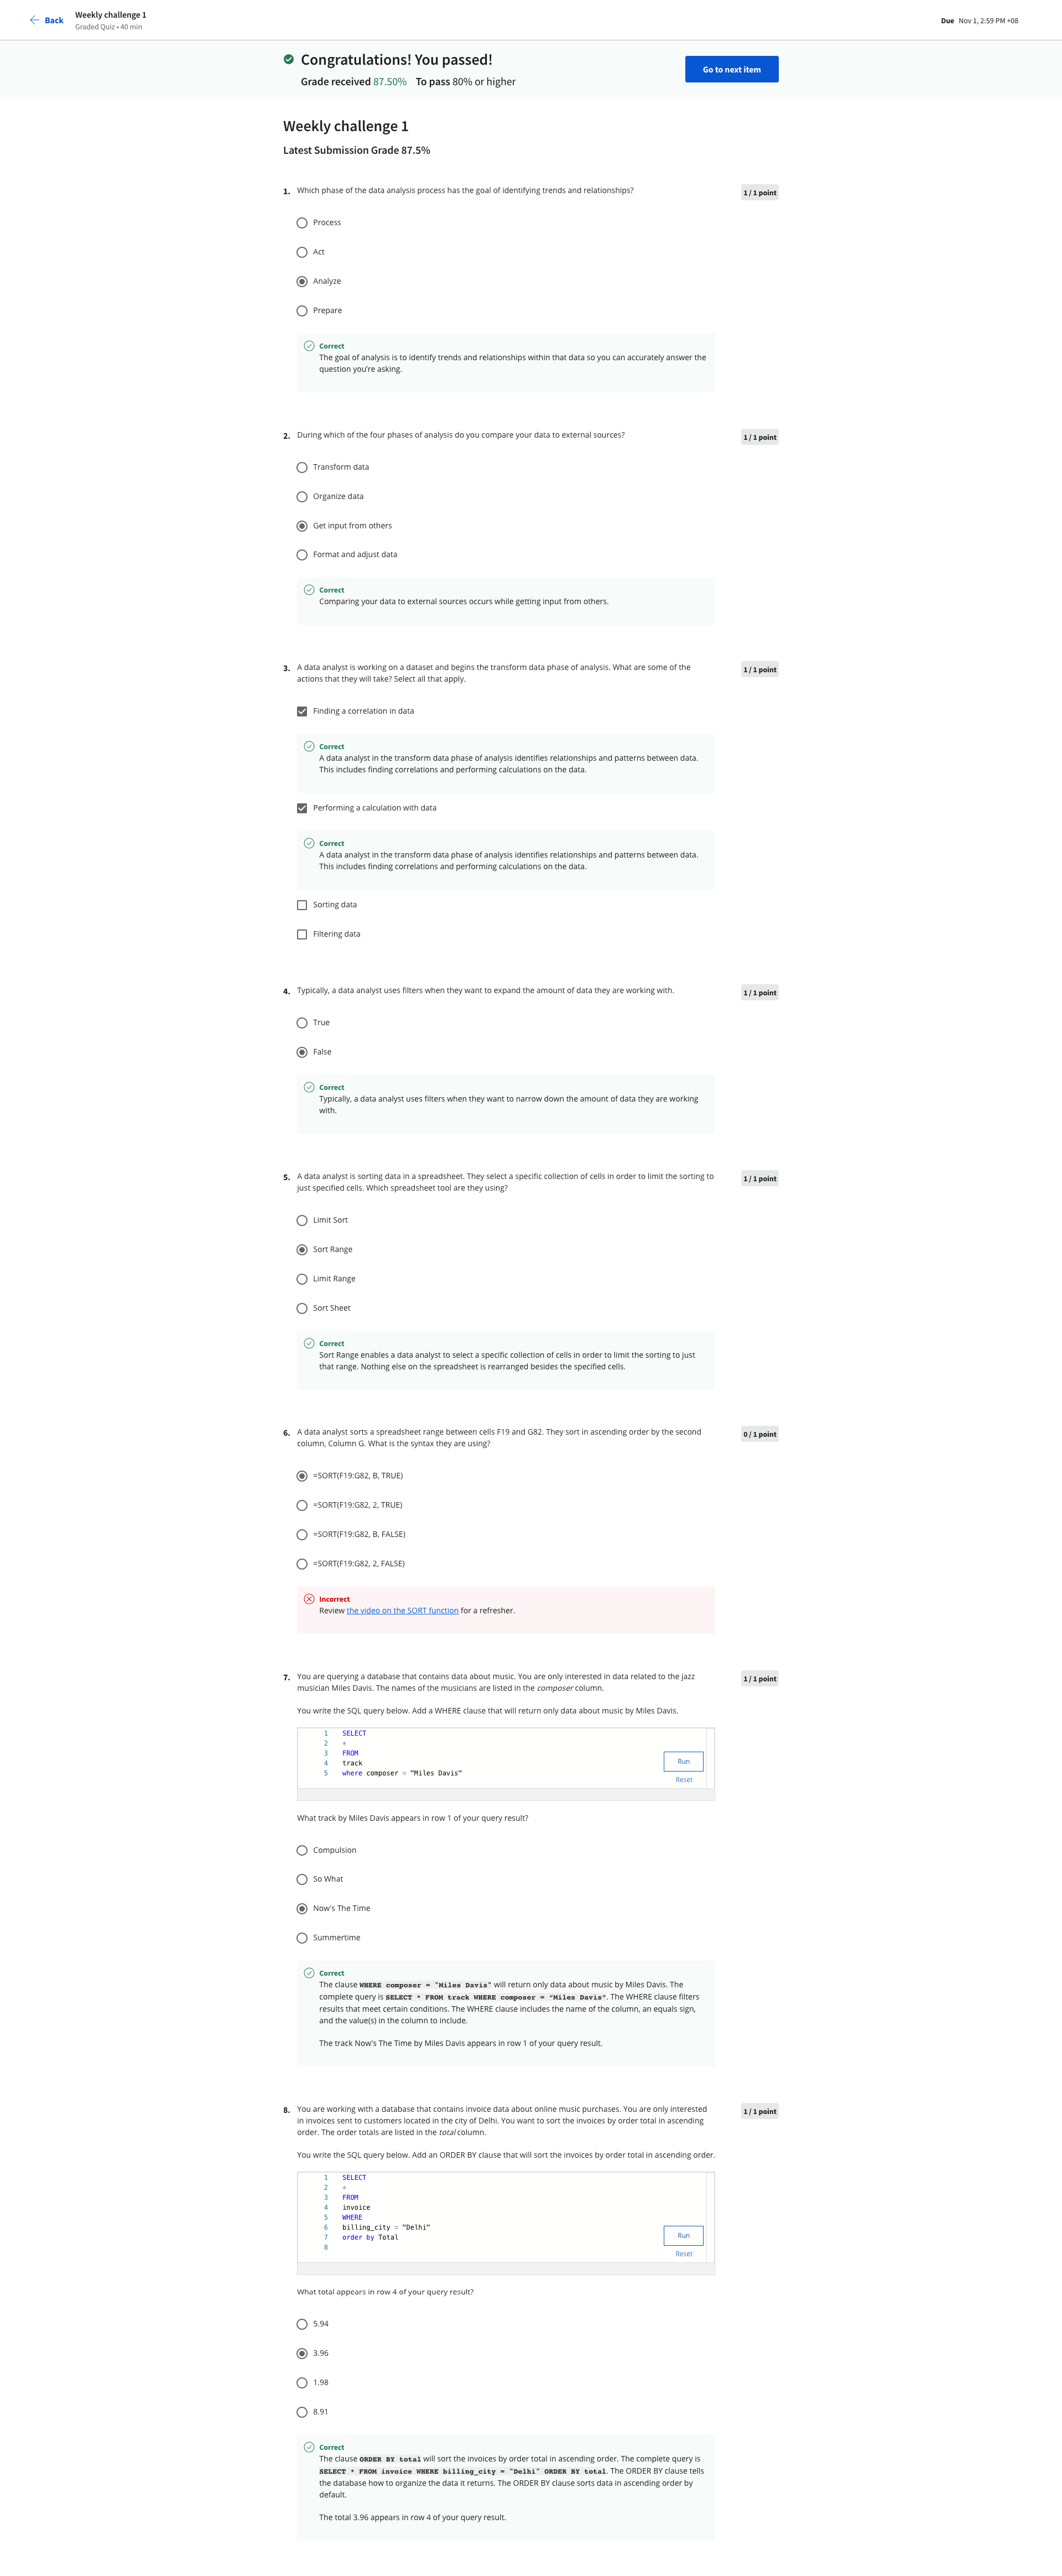 Back
Weekly challenge 1
Graded Quiz • 40 min
Due Nov 1, 2:59 PM +08
Congratulations! You passed!
Grade received 87.50% To pass 80% or higher
Go to next item
Weekly challenge 1
Latest Submission Grade 87.5%
1. Which phase of the data analysis process has the goal of identifying trends and relationships?
1 / 1 point
Process
Act
Analyze
Prepare
Correct
The goal of analysis is to identify trends and relationships within that data so you can accurately answer the
question you're asking.
2. During which of the four phases of analysis do you compare your data to external sources?
1 / 1 point
Transform data
Organize data
Get input from others
Format and adjust data
Correct
Comparing your data to external sources occurs while getting input from others.
3. A data analyst is working on a dataset and begins the transform data phase of analysis. What are some of the
actions that they will take? Select all that apply.
1 / 1 point
Finding a correlation in data
Correct
A data analyst in the transform data phase of analysis identifies relationships and patterns between data.
This includes finding correlations and performing calculations on the data.
Performing a calculation with data
Correct
A data analyst in the transform data phase of analysis identifies relationships and patterns between data.
This includes finding correlations and performing calculations on the data.
Sorting data
Filtering data
4. Typically, a data analyst uses filters when they want to expand the amount of data they are working with.
1 / 1 point
True
False
Correct
Typically, a data analyst uses filters when they want to narrow down the amount of data they are working
with.
5. A data analyst is sorting data in a spreadsheet. They select a specific collection of cells in order to limit the sorting to
just specified cells. Which spreadsheet tool are they using?
1 / 1 point
Limit Sort
Sort Range
Limit Range
Sort Sheet
Correct
Sort Range enables a data analyst to select a specific collection of cells in order to limit the sorting to just
that range. Nothing else on the spreadsheet is rearranged besides the specified cells.
6. A data analyst sorts a spreadsheet range between cells F19 and G82. They sort in ascending order by the second
column, Column G. What is the syntax they are using?
0 / 1 point
=SORT(F19:G82, B, TRUE)
=SORT(F19:G82, 2, TRUE)
=SORT(F19:G82, B, FALSE)
=SORT(F19:G82, 2, FALSE)
Incorrect
Review the video on the SORT function for a refresher.
7. You are querying a database that contains data about music. You are only interested in data related to the jazz
musician Miles Davis. The names of the musicians are listed in the composer column.
1 / 1 point
You write the SQL query below. Add a WHERE clause that will return only data about music by Miles Davis.
1 SELECT
2 *
3 FROM
4 track
5 where composer = "Miles Davis"
Run
Reset
What track by Miles Davis appears in row 1 of your query result?
Compulsion
So What
Now's The Time
Summertime
Correct
The clause WHERE composer = "Miles Davis" will return only data about music by Miles Davis. The
complete query is SELECT * FROM track WHERE composer = "Miles Davis". The WHERE clause filters
results that meet certain conditions. The WHERE clause includes the name of the column, an equals sign,
and the value(s) in the column to include.
The track Now's The Time by Miles Davis appears in row 1 of your query result.
8. You are working with a database that contains invoice data about online music purchases. You are only interested
in invoices sent to customers located in the city of Delhi. You want to sort the invoices by order total in ascending
order. The order totals are listed in the total column.
1 / 1 point
You write the SQL query below. Add an ORDER BY clause that will sort the invoices by order total in ascending order.
1 SELECT
2 *
3 FROM
4 invoice
5 WHERE
6 billing_city = "Delhi"
7 order by Total
8
Run
Reset
What total appears in row 4 of your query result?
5.94
3.96
1.98
8.91
Correct
The clause ORDER BY total will sort the invoices by order total in ascending order. The complete query is
SELECT * FROM invoice WHERE billing_city = "Delhi" ORDER BY total. The ORDER BY clause tells
the database how to organize the data it returns. The ORDER BY clause sorts data in ascending order by
default.
The total 3.96 appears in row 4 of your query result.